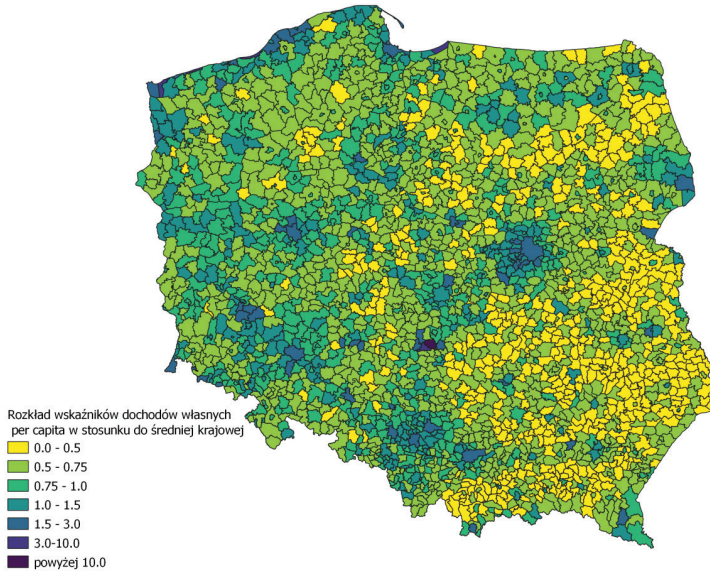 Rozkład wskaźników dochodów własnych
per capita w stosunku do średniej krajowej
0.0 - 0.5
0.5 - 0.75
0.75 - 1.0
1.0 - 1.5
1.5 - 3.0
3.0-10.0
powyżej 10.0